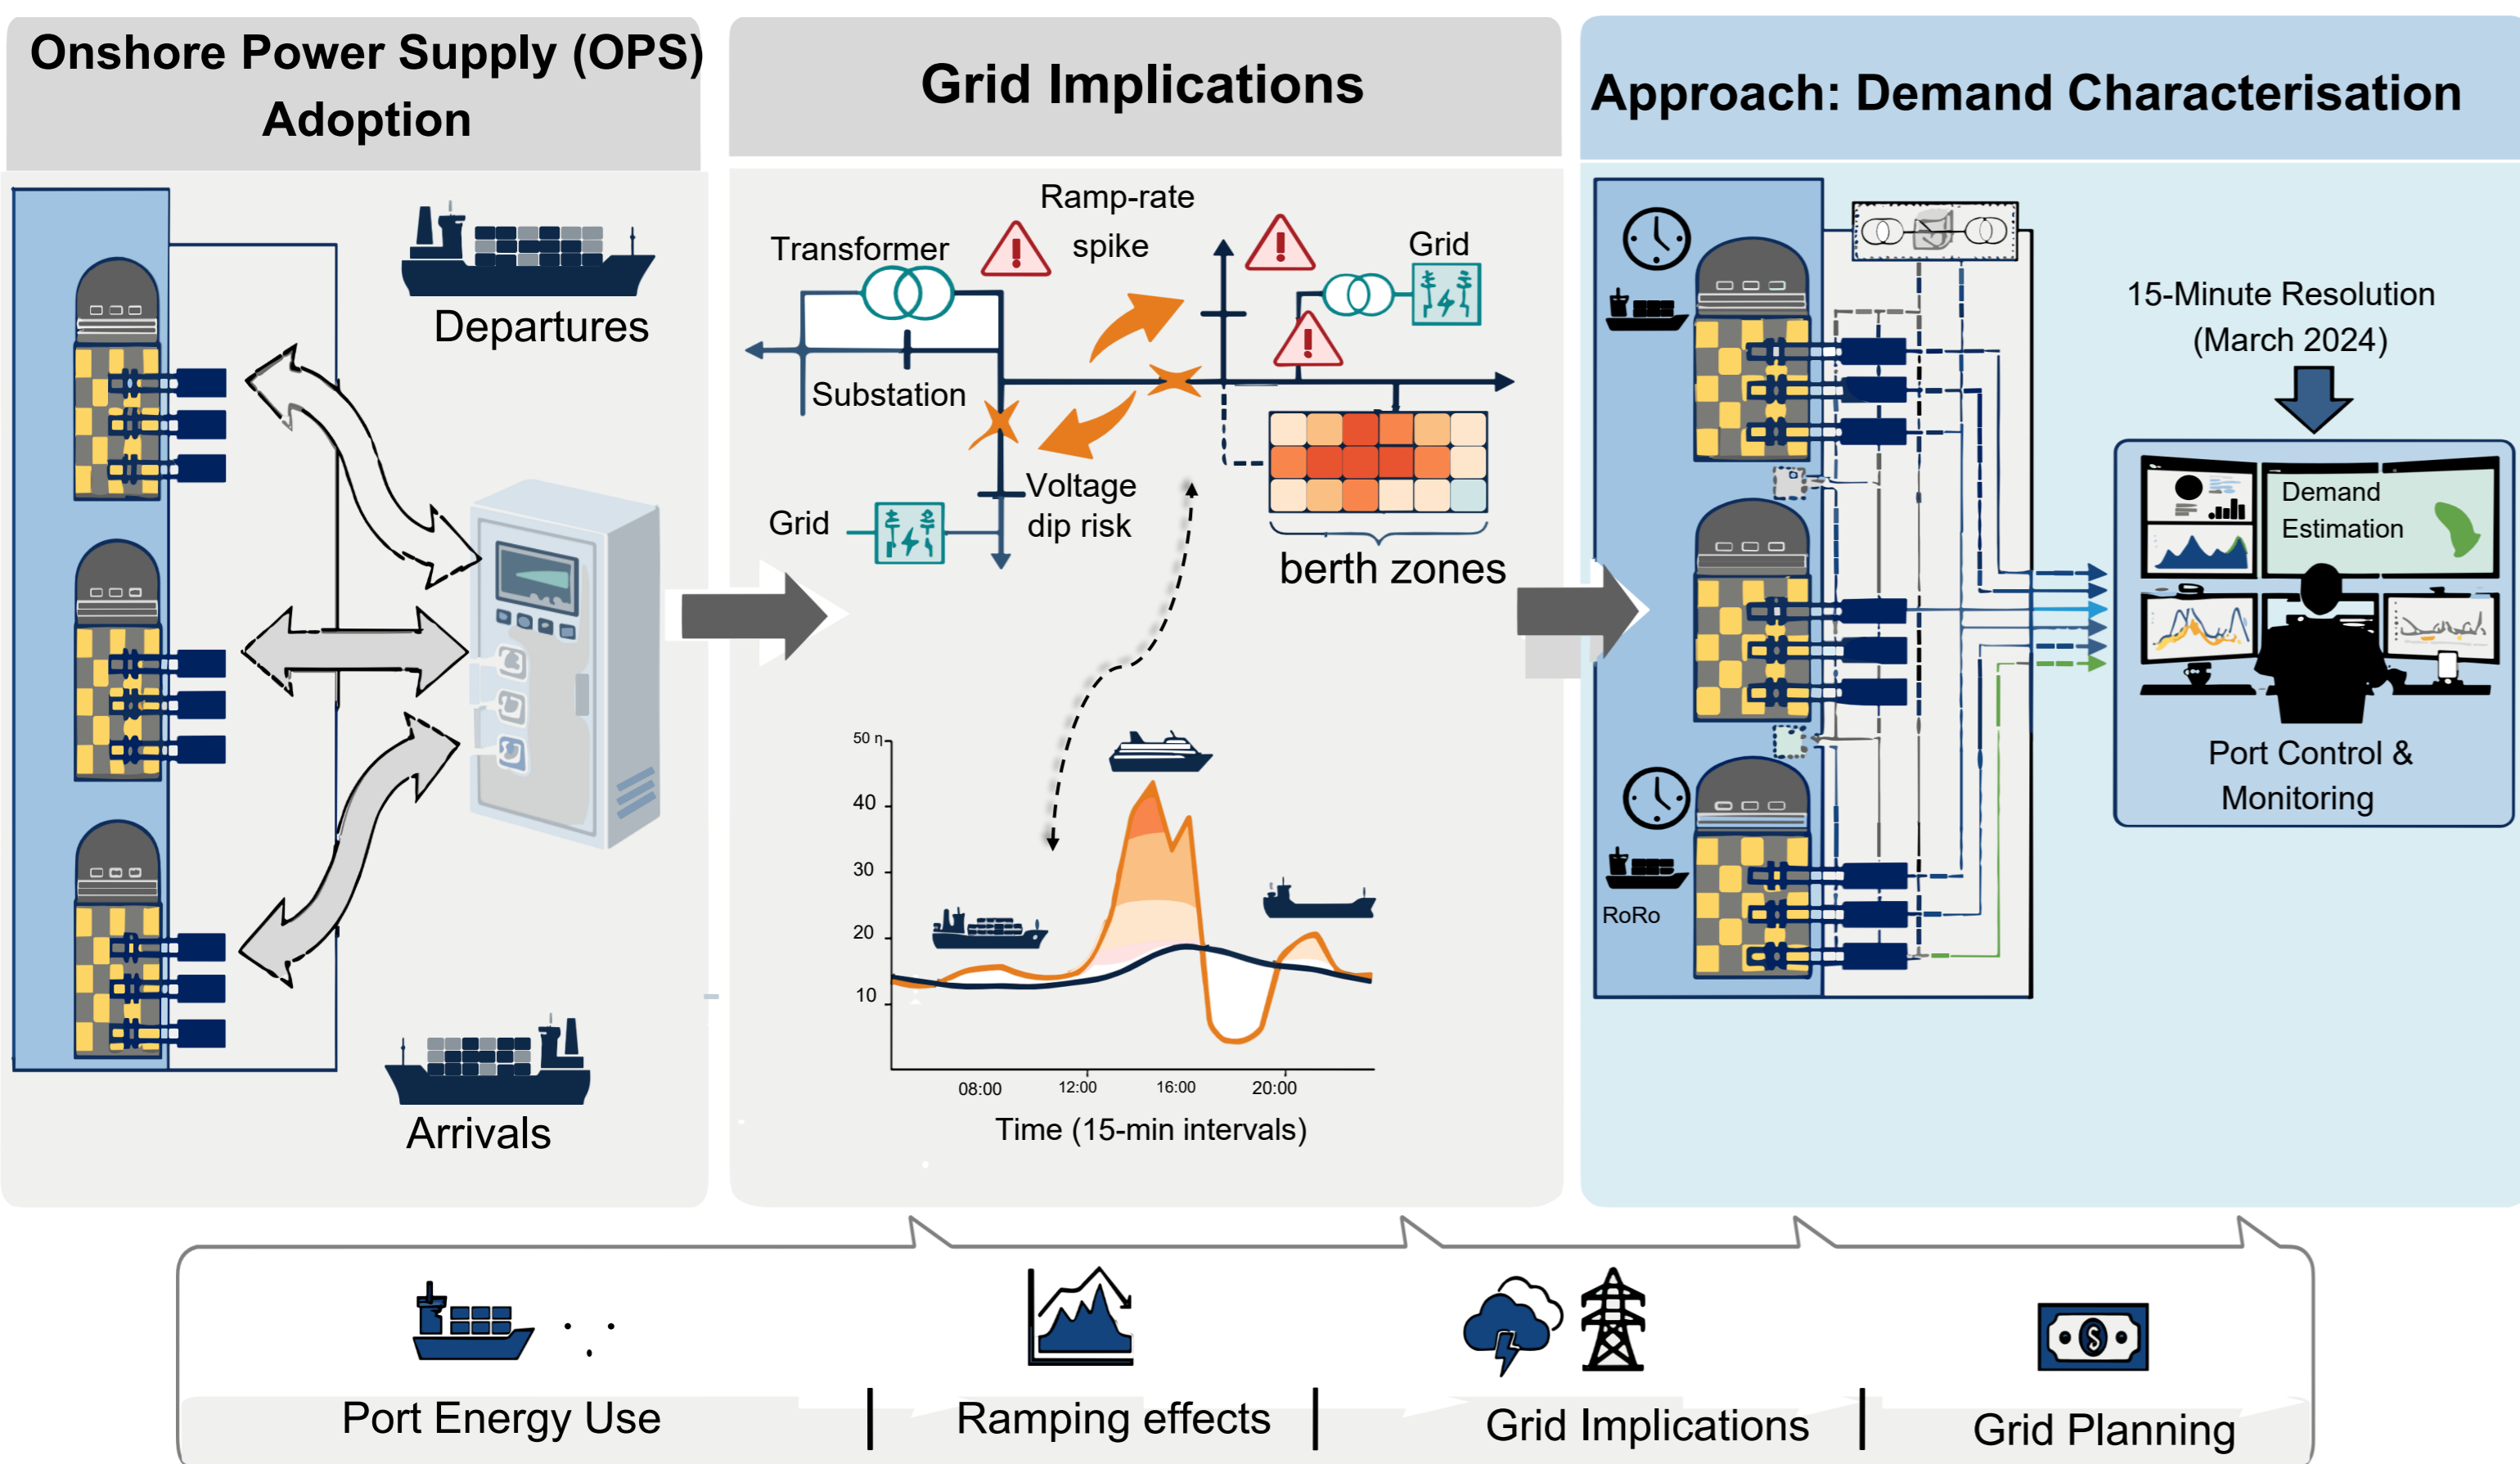 Onshore Power Supply (OPS)
Adoption
Departures
Arrivals
Grid Implications
Ramp-rate
spike
Transformer
Grid
Substation
Voltage
dip risk
Grid
berth zones
50
40
30
20
10
08:00
12:00
16:00
20:00
Time (15-min intervals)
Approach: Demand Characterisation
15-Minute Resolution
(March 2024)
Demand
Estimation
Port Control &
Monitoring
RoRo
Port Energy Use
Ramping effects
Grid Implications
Grid Planning